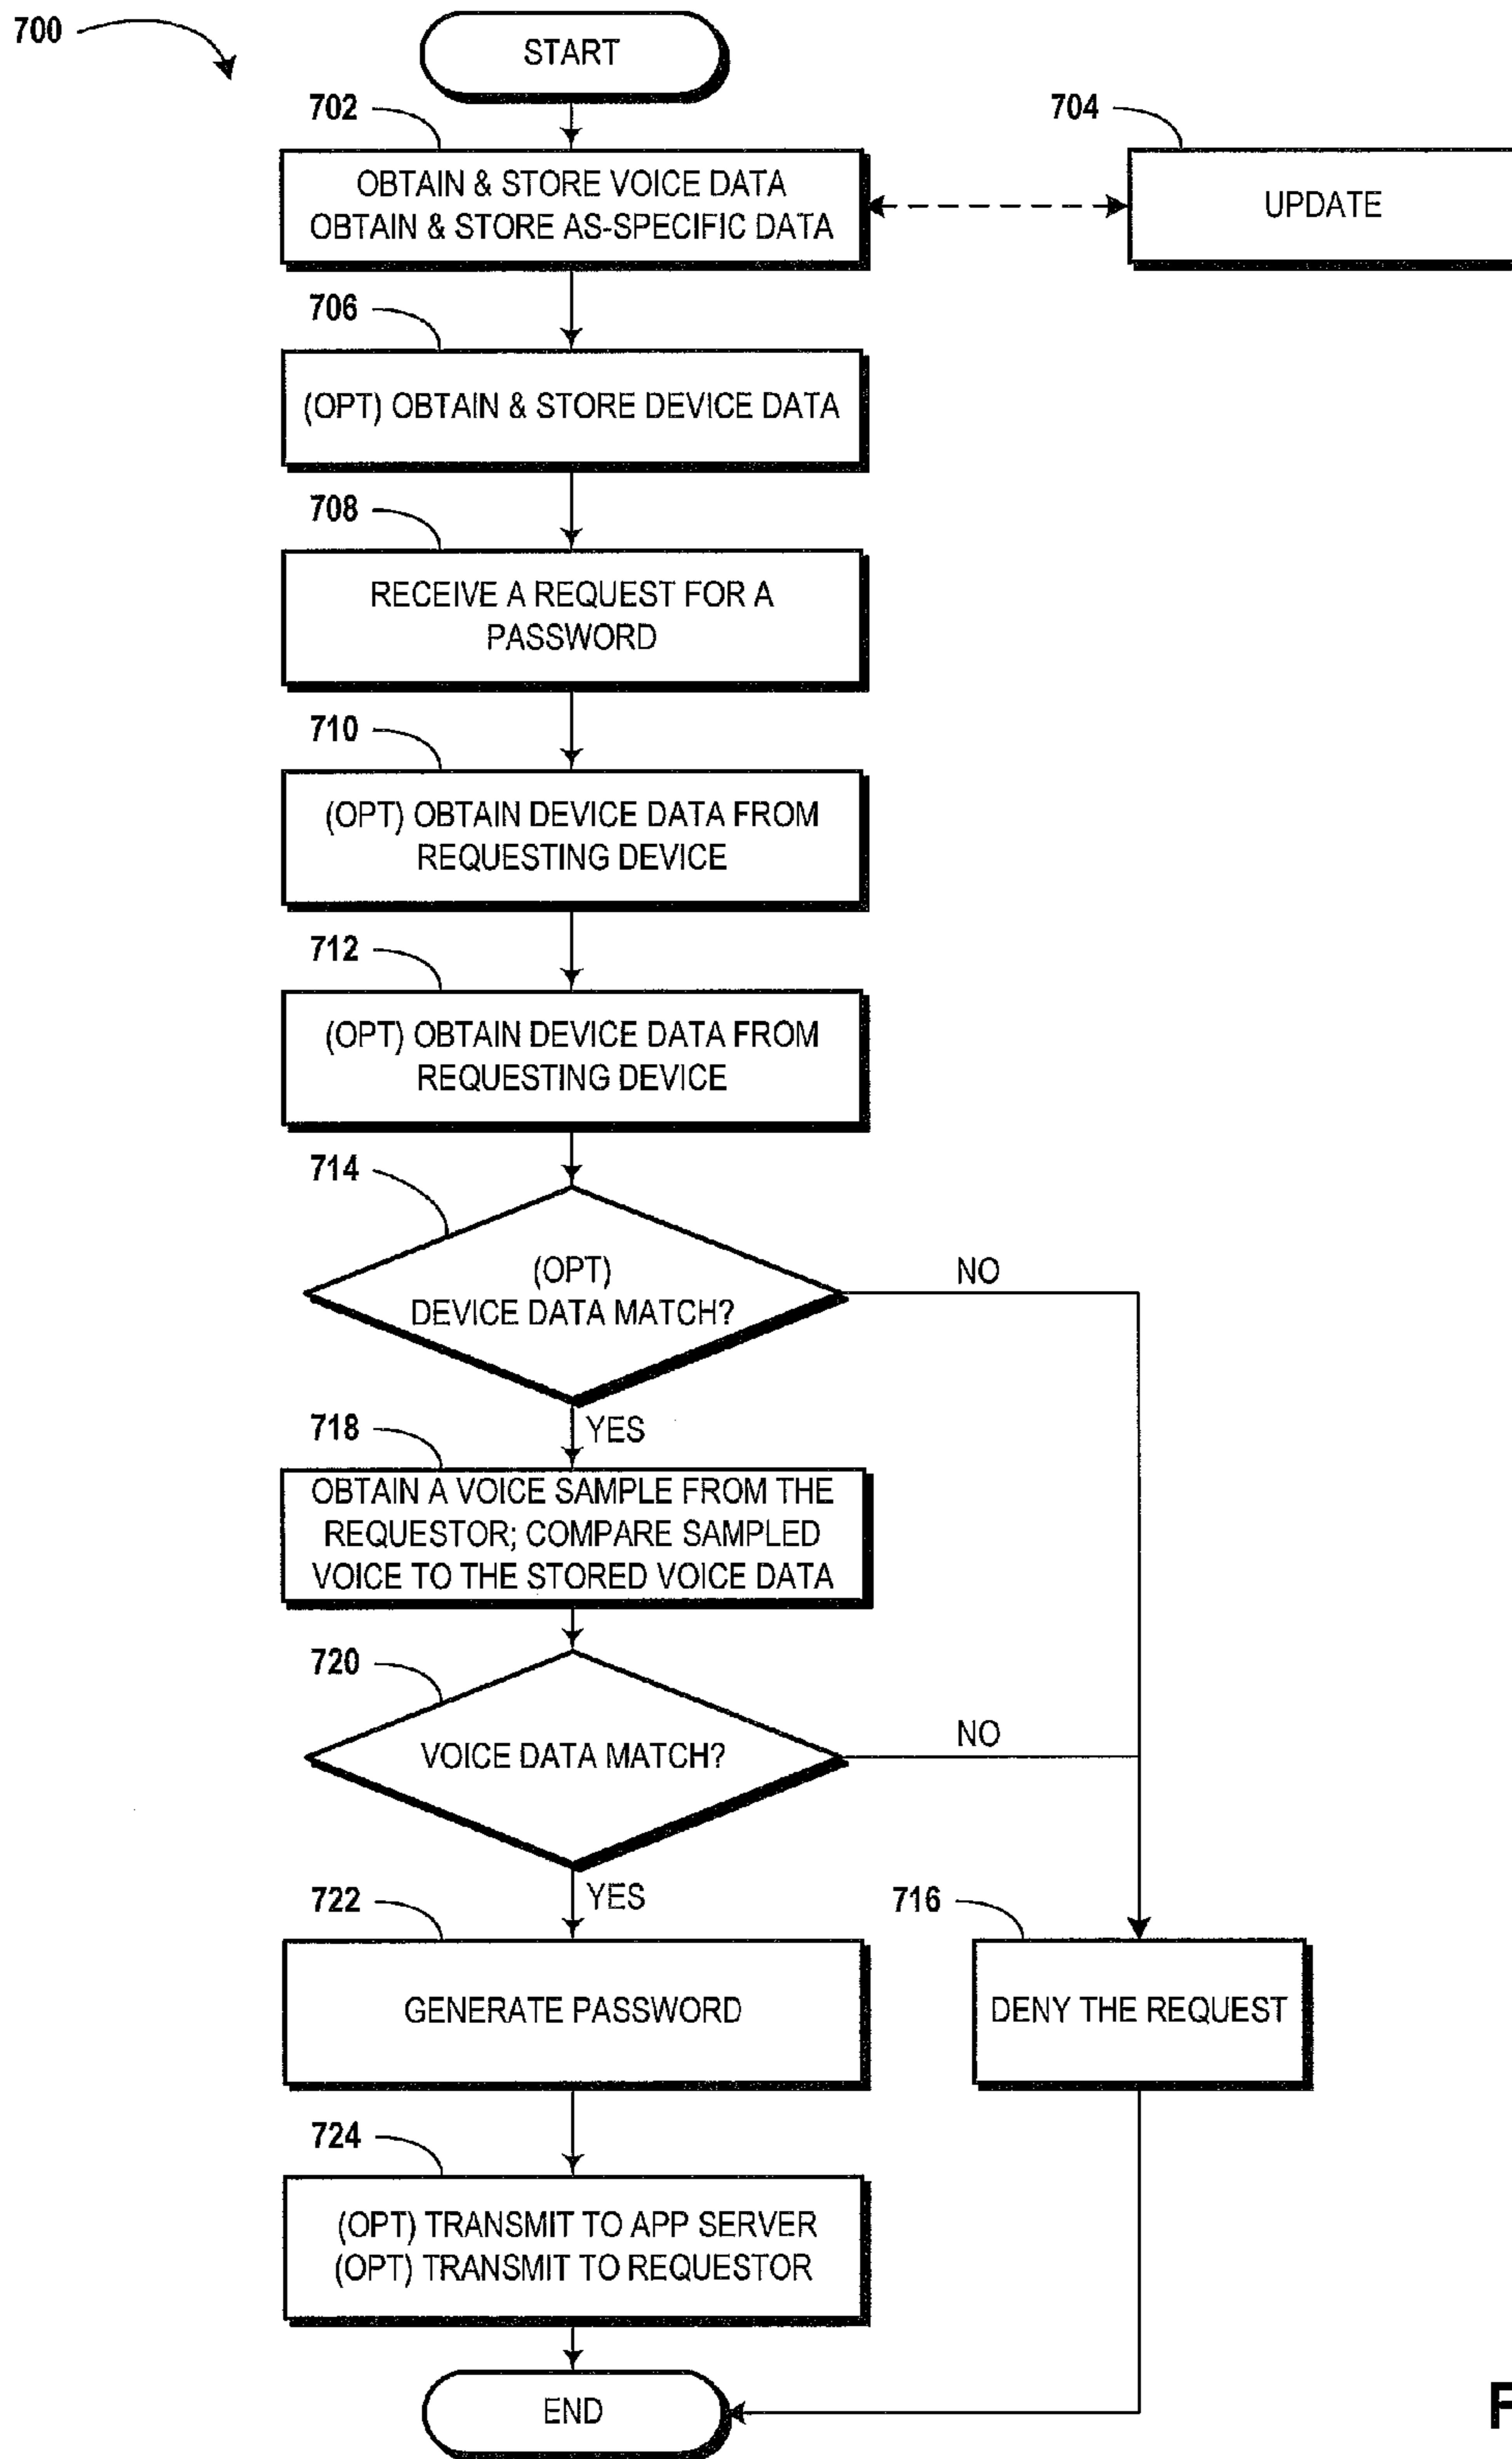 700
START
702
OBTAIN & STORE VOICE DATA
OBTAIN & STORE AS-SPECIFIC DATA
704
UPDATE
706
(OPT) OBTAIN & STORE DEVICE DATA
708
RECEIVE A REQUEST FOR A
PASSWORD
710
(OPT) OBTAIN DEVICE DATA FROM
REQUESTING DEVICE
712
(OPT) OBTAIN DEVICE DATA FROM
REQUESTING DEVICE
714
(OPT)
DEVICE DATA MATCH?
NO
YES
718
OBTAIN A VOICE SAMPLE FROM THE
REQUESTOR; COMPARE SAMPLED
VOICE TO THE STORED VOICE DATA
720
VOICE DATA MATCH?
NO
YES
722
GENERATE PASSWORD
716
DENY THE REQUEST
724
(OPT) TRANSMIT TO APP SERVER
(OPT) TRANSMIT TO REQUESTOR
END